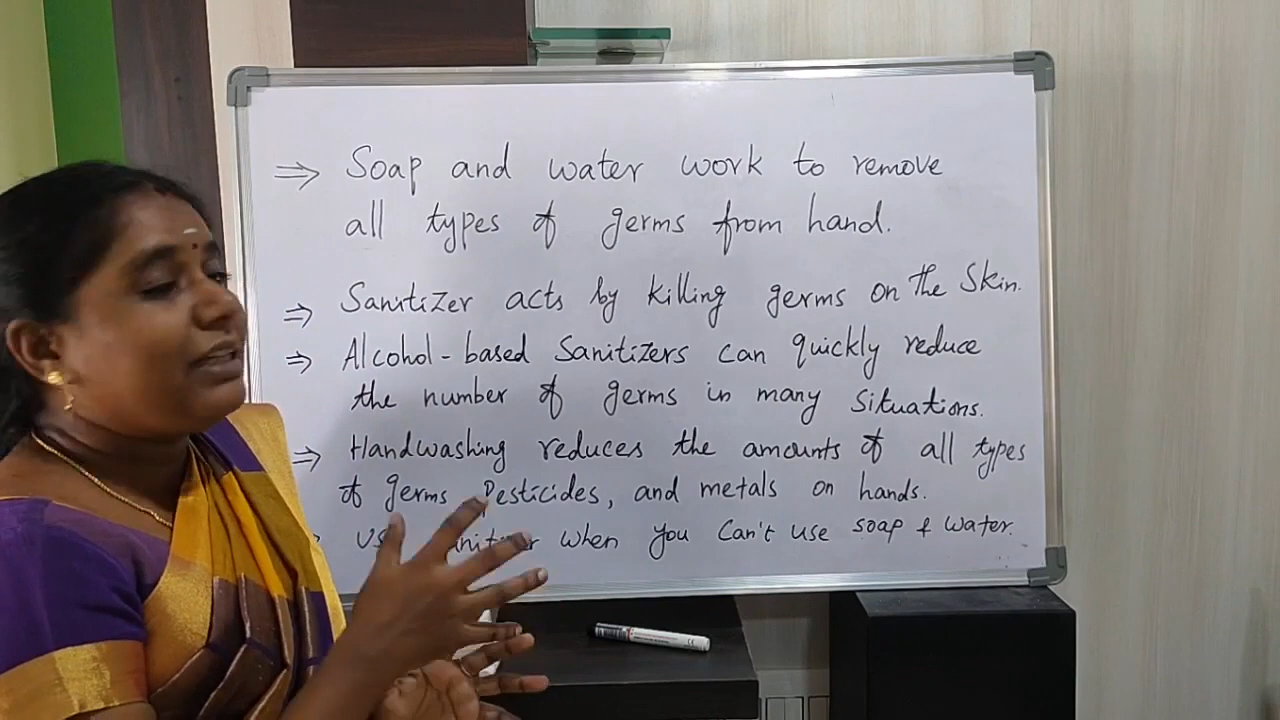 ⇒ Soap and water work to remove
all types of germs from hand.
⇒ Sanitizer acts by killing germs on the Skin.
⇒ Alcohol-based Sanitizers can quickly reduce
the number of germs in many situations.
⇒ Handwashing reduces the amounts of all types
of germs Pesticides, and metals on hands.
when you can't use soap & water.